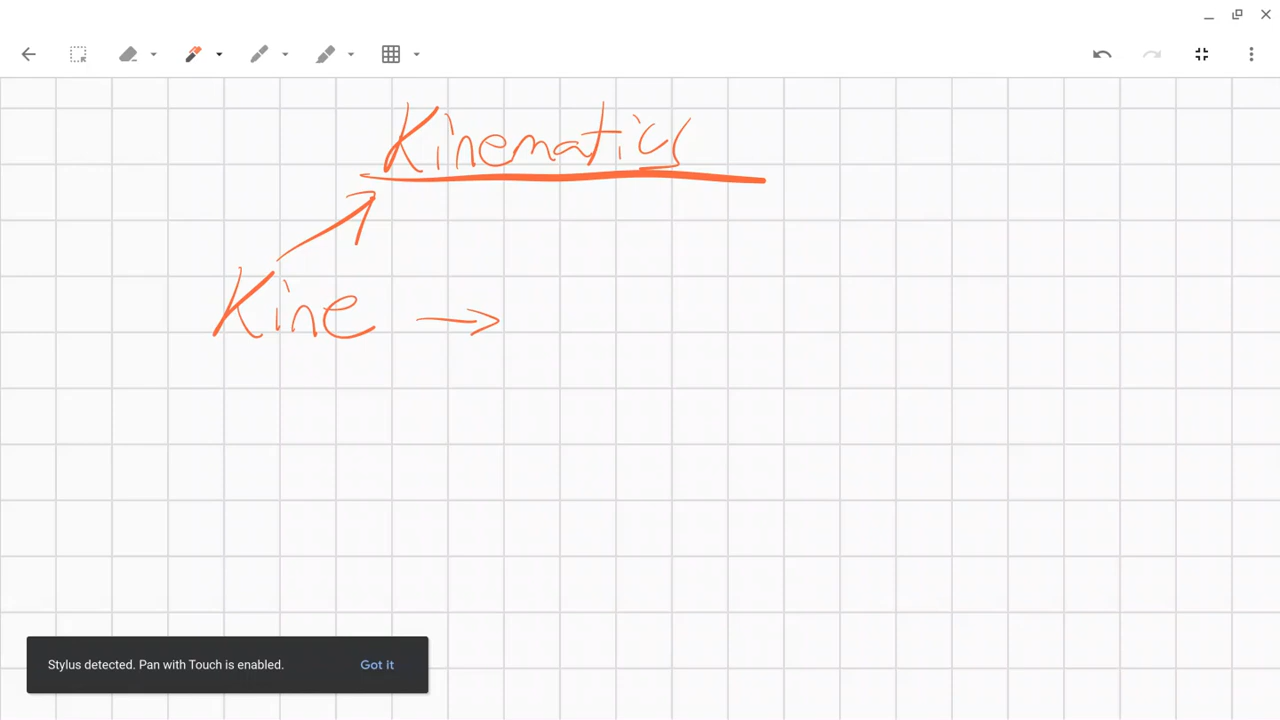 Kinematics
Kine →
Stylus detected. Pan with Touch is enabled. Got it